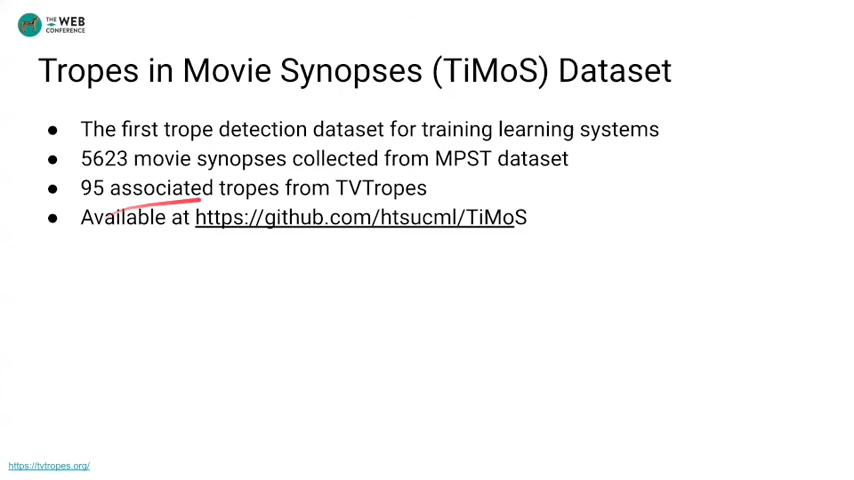 THE WEB
CONFERENCE
Tropes in Movie Synopses (TiMoS) Dataset
● The first trope detection dataset for training learning systems
● 5623 movie synopses collected from MPST dataset
● 95 associated tropes from TVTropes
● Available at https://github.com/htsucml/TiMoS
https://tvtropes.org/